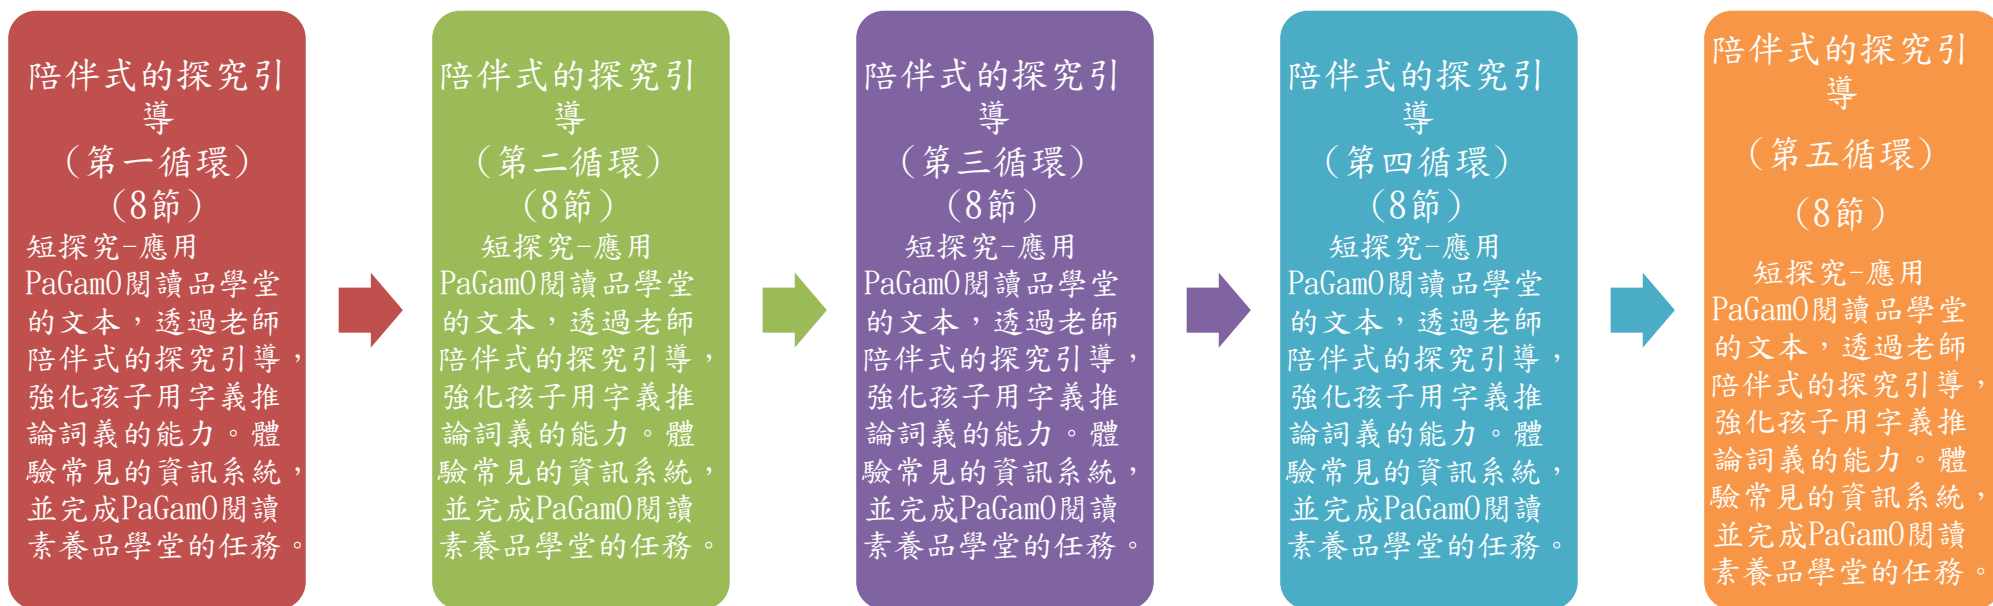 陪伴式的探究引
導
（第一循環）
（8節）
短探究-應用
PaGamO閱讀品學堂
的文本，透過老師
陪伴式的探究引導，
強化孩子用字義推
論詞義的能力。體
驗常見的資訊系統，
並完成PaGamO閱讀
素養品學堂的任務。
陪伴式的探究引
導
（第二循環）
（8節）
短探究-應用
PaGamO閱讀品學堂
的文本，透過老師
陪伴式的探究引導，
強化孩子用字義推
論詞義的能力。體
驗常見的資訊系統，
並完成PaGamO閱讀
素養品學堂的任務。
陪伴式的探究引
導
（第三循環）
（8節）
短探究-應用
PaGamO閱讀品學堂
的文本，透過老師
陪伴式的探究引導，
強化孩子用字義推
論詞義的能力。體
驗常見的資訊系統，
並完成PaGamO閱讀
素養品學堂的任務。
陪伴式的探究引
導
（第四循環）
（8節）
短探究-應用
PaGamO閱讀品學堂
的文本，透過老師
陪伴式的探究引導，
強化孩子用字義推
論詞義的能力。體
驗常見的資訊系統，
並完成PaGamO閱讀
素養品學堂的任務。
陪伴式的探究引
導
（第五循環）
（8節）
短探究-應用
PaGamO閱讀品學堂
的文本，透過老師
陪伴式的探究引導，
強化孩子用字義推
論詞義的能力。體
驗常見的資訊系統，
並完成PaGamO閱讀
素養品學堂的任務。